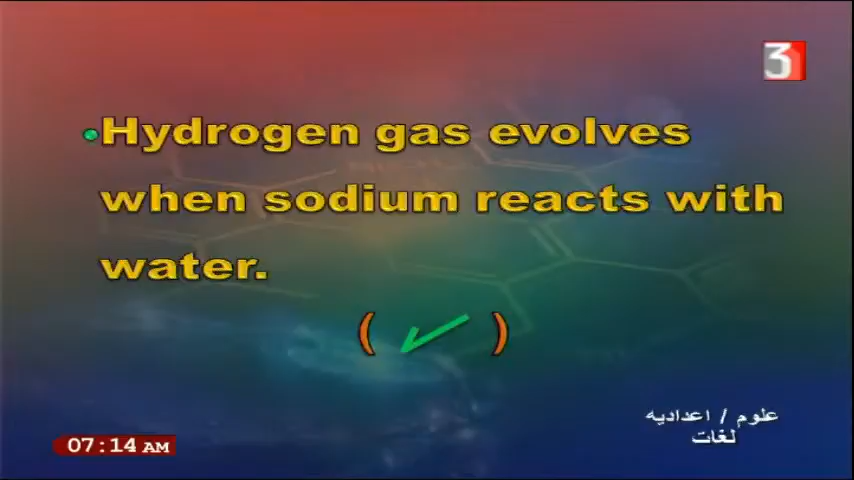 3
•Hydrogen gas evolves
when sodium reacts with
water.
( ✓ )
علوم / اعداديه
لغات
07:14 AM